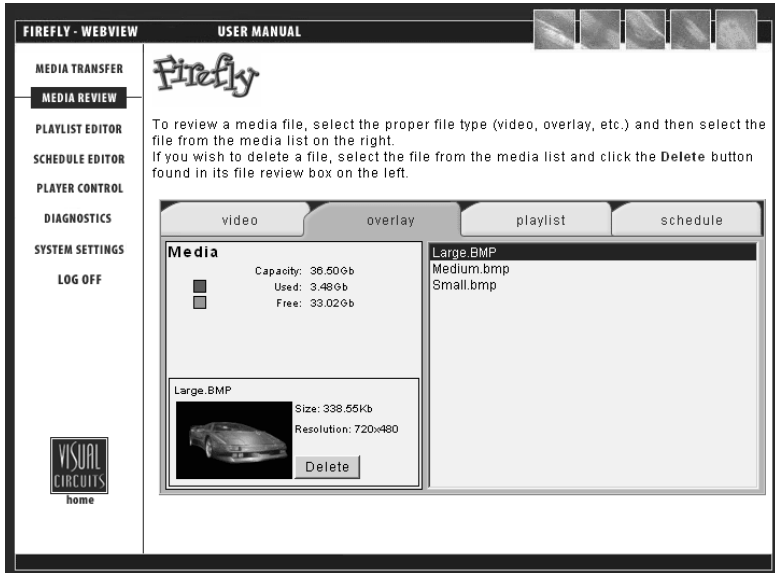 FIREFLY - WEBVIEW
USER MANUAL
MEDIA TRANSFER
MEDIA REVIEW
PLAYLIST EDITOR
SCHEDULE EDITOR
PLAYER CONTROL
DIAGNOSTICS
SYSTEM SETTINGS
LOG OFF
VISUAL
CIRCUITS
home
Firefly
To review a media file, select the proper file type (video, overlay, etc.) and then select the
file from the media list on the right.
If you wish to delete a file, select the file from the media list and click the Delete button
found in its file review box on the left.
video
overlay
playlist
schedule
Media
Capacity: 36.50Gb
Used: 3.48Gb
Free: 33.02Gb
Large.BMP
Size: 338.55Kb
Resolution: 720x480
Delete
Large.BMP
Medium.bmp
Small.bmp